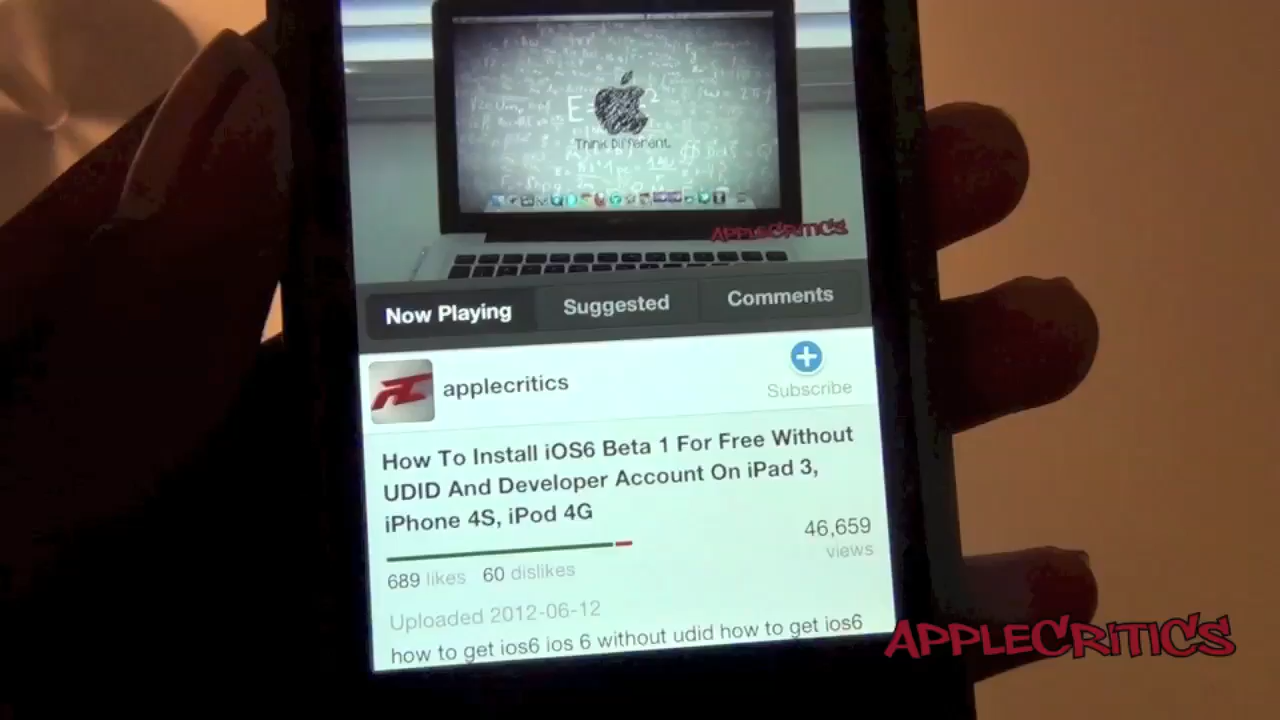 Think Different.
APPLECRITICS
Now Playing
Suggested
Comments
applecritics
Subscribe
How To Install iOS6 Beta 1 For Free Without
UDID And Developer Account On iPad 3,
iPhone 4S, iPod 4G
46,659
views
689 likes 60 dislikes
Uploaded 2012-06-12
how to get ios6 ios 6 without udid how to get ios6
APPLECRITICS